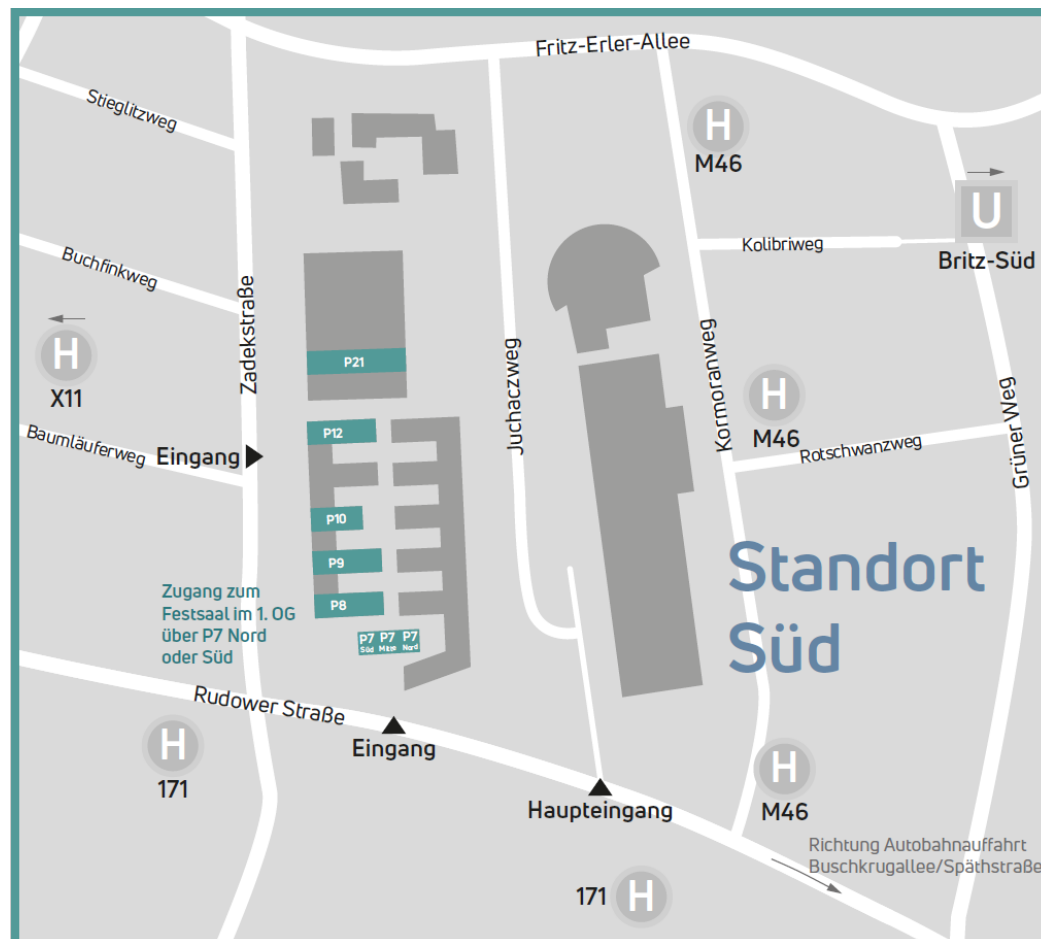 Fritz-Erler-Allee
Stieglitzweg
H
M46
U
Britz-Süd
Kolibriweg
Buchfinkweg
Zadekstraße
H
X11
P21
Juchaczweg
Kormoranweg
H
M46
Grüner Weg
Baumläuferweg
Eingang
P12
Rotschwanzweg
P10
P9
P8
Standort
Süd
Zugang zum
Festsaal im 1. OG
über P7 Nord
oder Süd
P7 P7 P7
Süd Mitte Nord
Rudower Straße
Eingang
H
171
Haupteingang
H
M46
Richtung Autobahnauffahrt
Buschkrugallee/Späthstraße
171 H